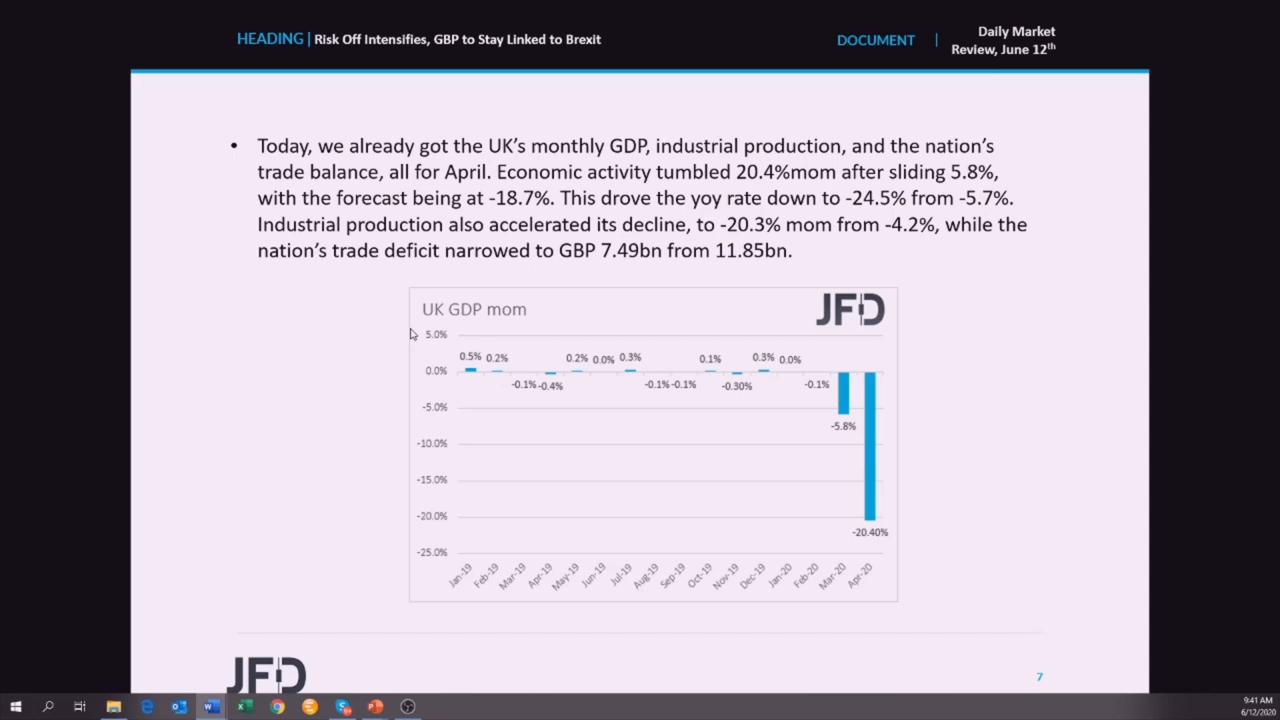 HEADING | Risk Off Intensifies, GBP to Stay Linked to Brexit
DOCUMENT | Daily Market
Review, June 12th
• Today, we already got the UK’s monthly GDP, industrial production, and the nation’s
trade balance, all for April. Economic activity tumbled 20.4%mom after sliding 5.8%,
with the forecast being at -18.7%. This drove the yoy rate down to -24.5% from -5.7%.
Industrial production also accelerated its decline, to -20.3% mom from -4.2%, while the
nation’s trade deficit narrowed to GBP 7.49bn from 11.85bn.
UK GDP mom
JFD
5.0%
0.5% 0.2% 0.2% 0.0% 0.3% 0.1% 0.3% 0.0%
0.0%
-0.1% -0.4% -0.1% -0.1% -0.30% -0.1%
-5.0%
-5.8%
-10.0%
-15.0%
-20.0%
-20.40%
-25.0%
Jan-19 Feb-19 Mar-19 Apr-19 May-19 Jun-19 Jul-19 Aug-19 Sep-19 Oct-19 Nov-19 Dec-19 Jan-20 Feb-20 Mar-20 Apr-20
JFD
7
9:41 AM
6/12/2020